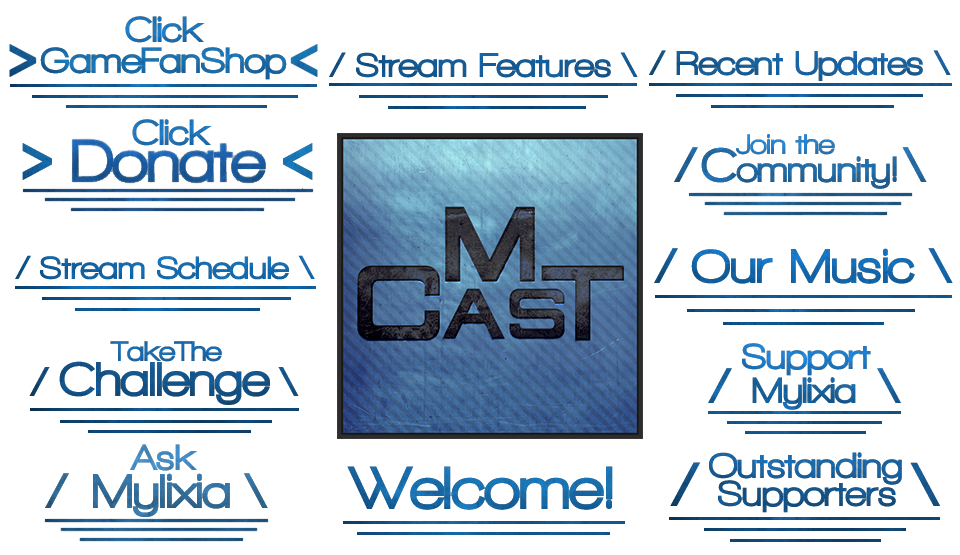 Click
>GameFanShop<
/ Stream Features \
/ Recent Updates \
Click
> Donate <
Join the
/Community!\
/ Stream Schedule \
M
CAST
/ Our Music \
TakeThe
/ Challenge \
Support
/ Mylixia \
Ask
/ Mylixia \
Welcome!
Outstanding
/ Supporters \